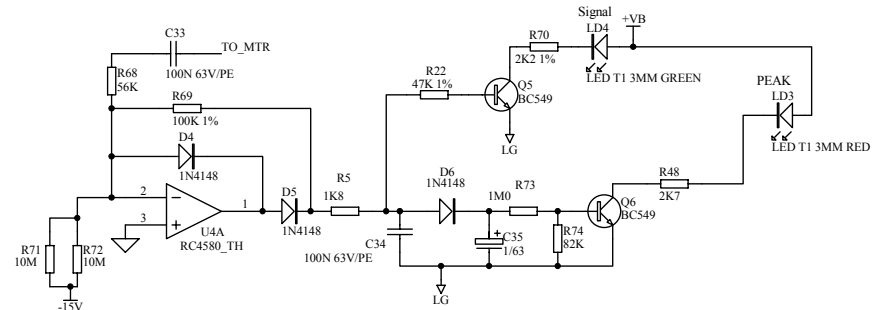 Signal
+VB
C33
TO_MTR
R70
LD4
2K2 1%
LED T1 3MM GREEN
R68
56K
100N 63V/PE
R22
47K 1%
Q5
BC549
PEAK
LD3
LED T1 3MM RED
R69
100K 1%
LG
D4
1N4148
D5
1N4148
R5
1K8
D6
1N4148
1M0
R73
R48
2K7
Q6
BC549
2
3
1
U4A
RC4580_TH
C34
100N 63V/PE
+
C35
1/63
R74
82K
R71
10M
R72
10M
LG
-15V